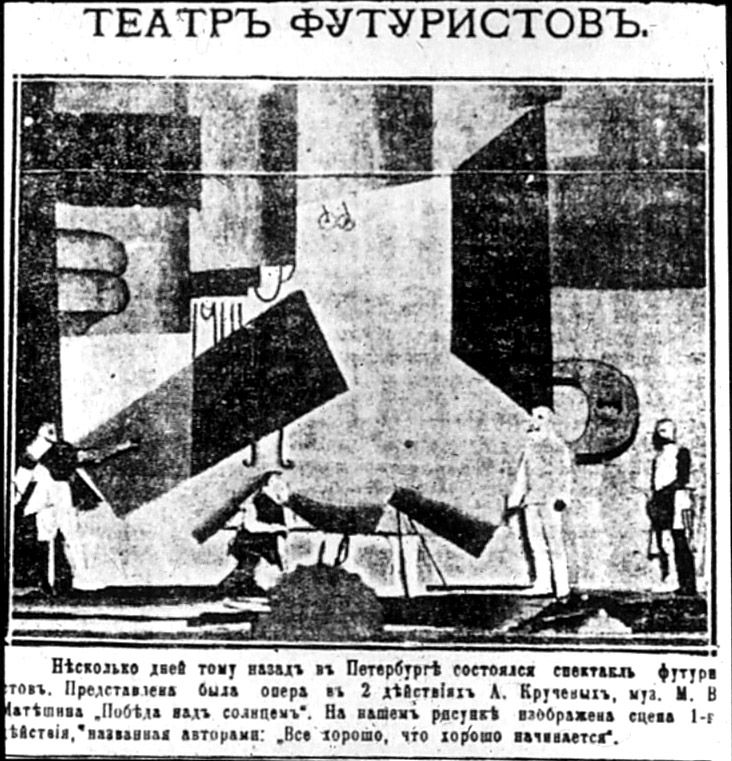 ТЕАТРЪ ФУТУРИСТОВЪ.
Нѣсколько дней тому назадъ въ Петербургѣ состоялся спектакль футури
стовъ. Представлена была опера въ 2 дѣйствіяхъ А. Крученыхъ, муз. М. В
Матѣшина „Побѣда надъ солнцемъ“. На нашемъ рисункѣ изображена сцена 1-г
дѣйствія, названная авторами: „Все хорошо, что хорошо начинается“.